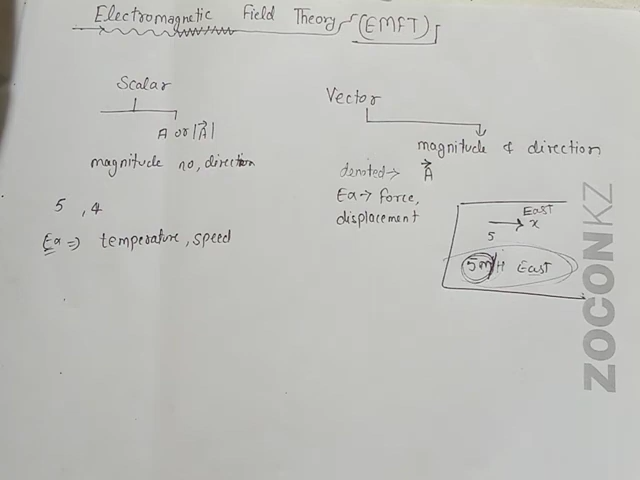 Electromagnetic Field Theory (EMFT)
Scalar
A or |A⃗|
magnitude no, direction
5 , 4
Ex ⇒ temperature, speed
Vector
magnitude & direction
denoted → A⃗
Ex → force,
displacement
East
5 x
5m/H East
ZOCON KZ